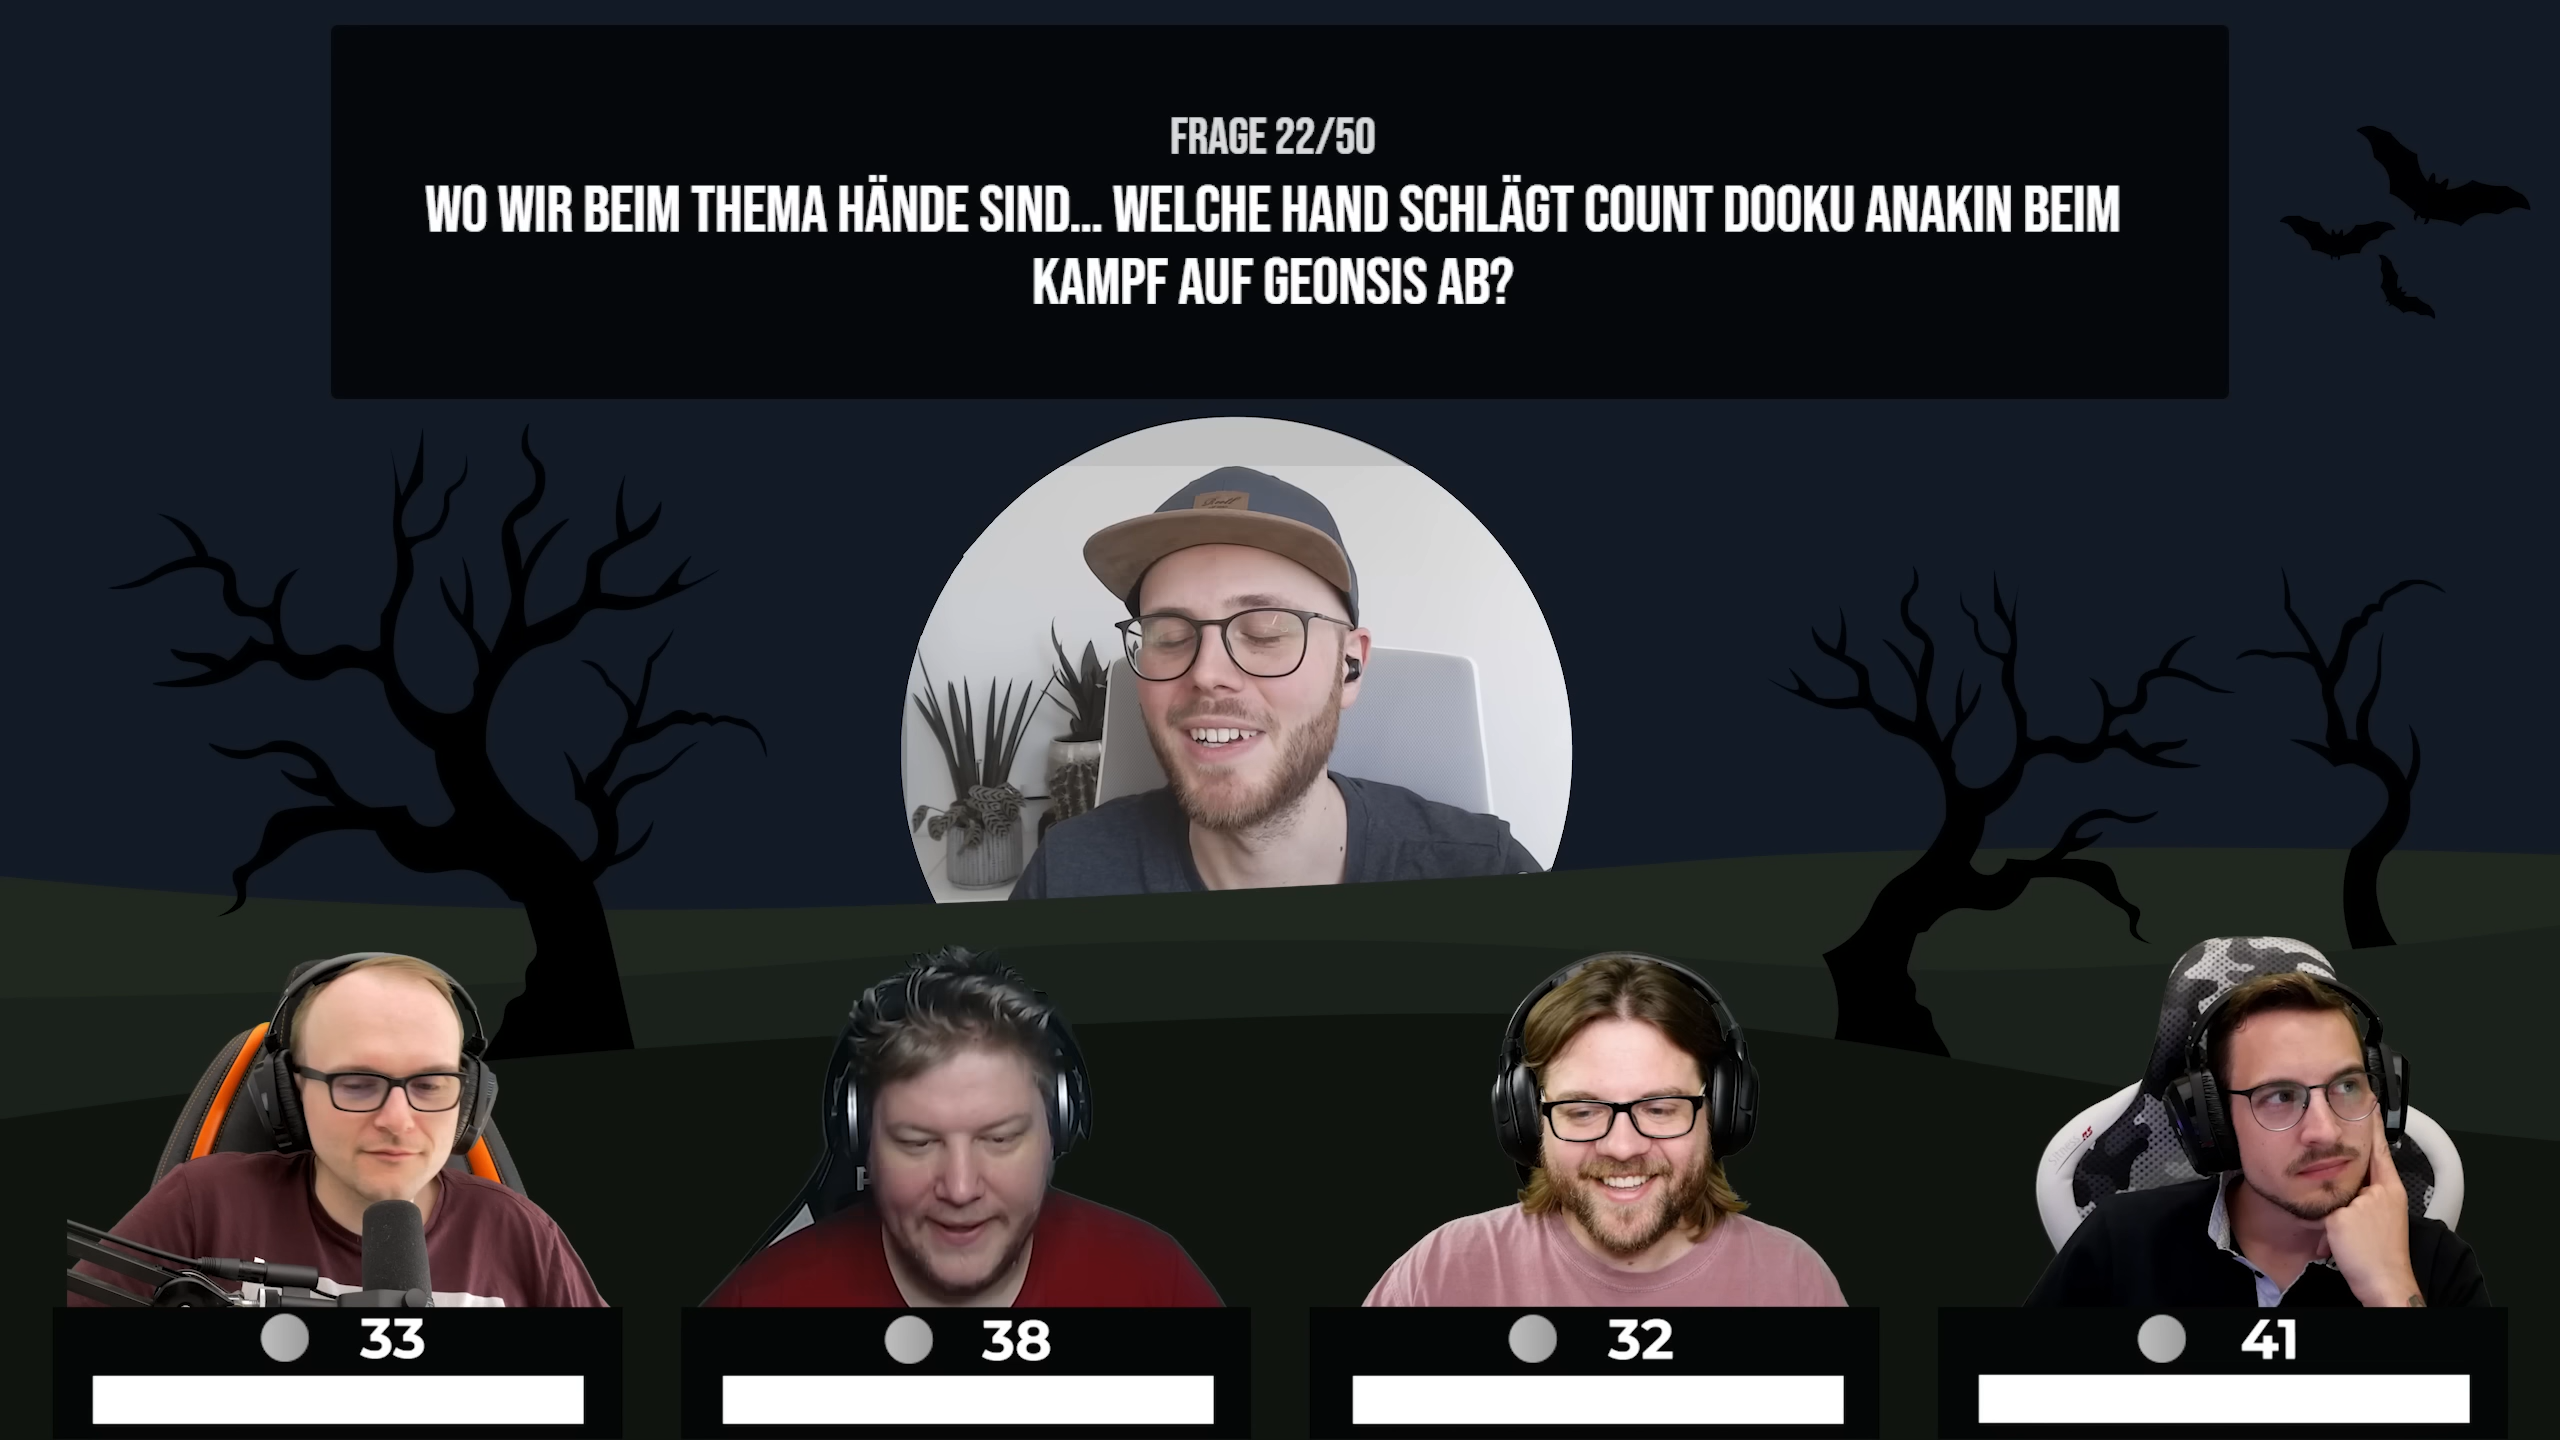 FRAGE 22/50
WO WIR BEIM THEMA HÄNDE SIND... WELCHE HAND SCHLÄGT COUNT DOOKU ANAKIN BEIM
KAMPF AUF GEONSIS AB?
33
38
32
41